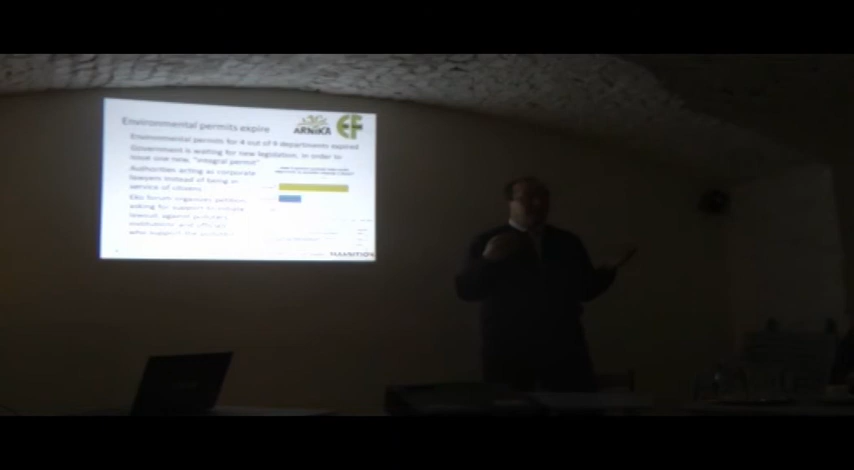 Environmental permits expire
ARNIKA EF
Environmental permits for 4 out of 9 departments expired
Government is waiting for new legislation, in order to
issue one new, "integral permit"
Authorities acting as corporate
lawyers instead of being in
service of citizens
Eko forum organizes petition
asking for support to initiate
lawsuit against
institutions and officials
who support the
TRANSITION